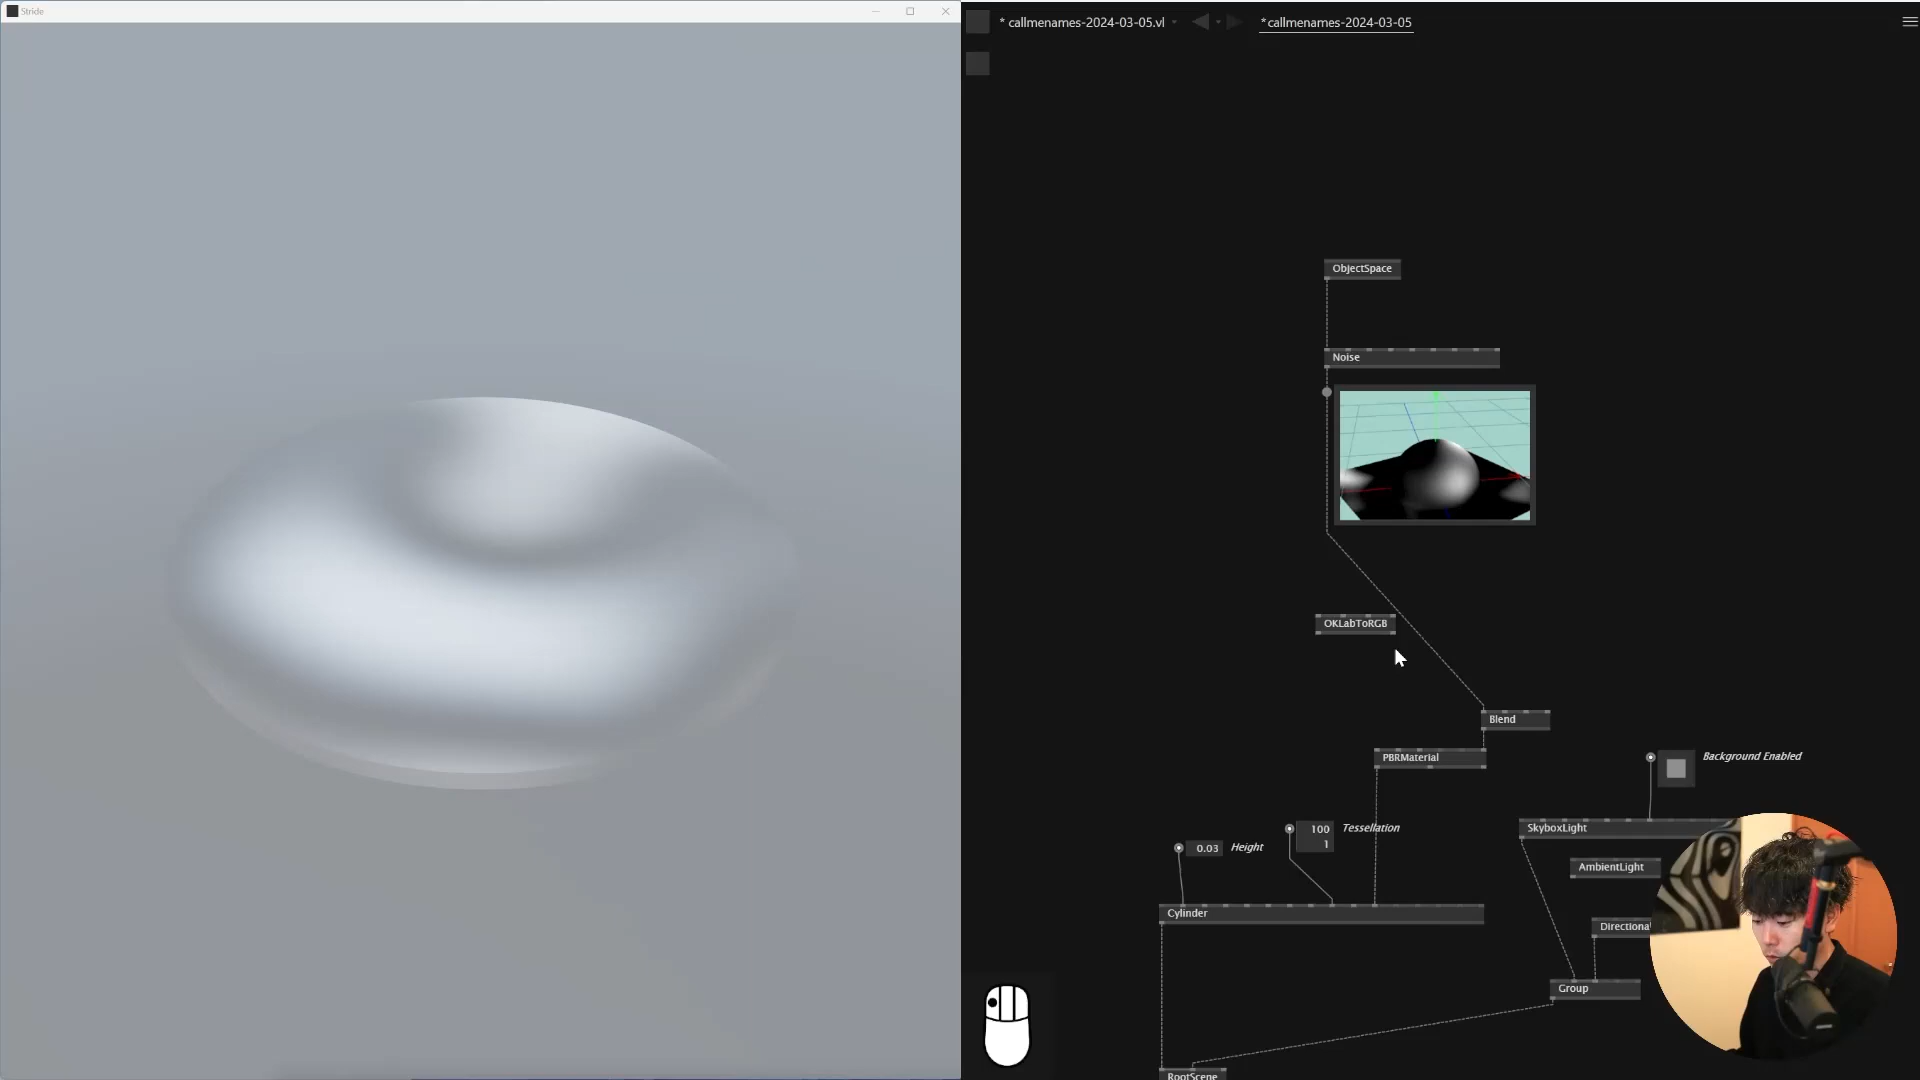 Stride
* callmenames-2024-03-05.vl
*callmenames-2024-03-05
ObjectSpace
Noise
OKLabToRGB
Blend
PBRMaterial
Background Enabled
100
1
Tessellation
0.03
Height
SkyboxLight
AmbientLight
Cylinder
Directional
Group
RootScene